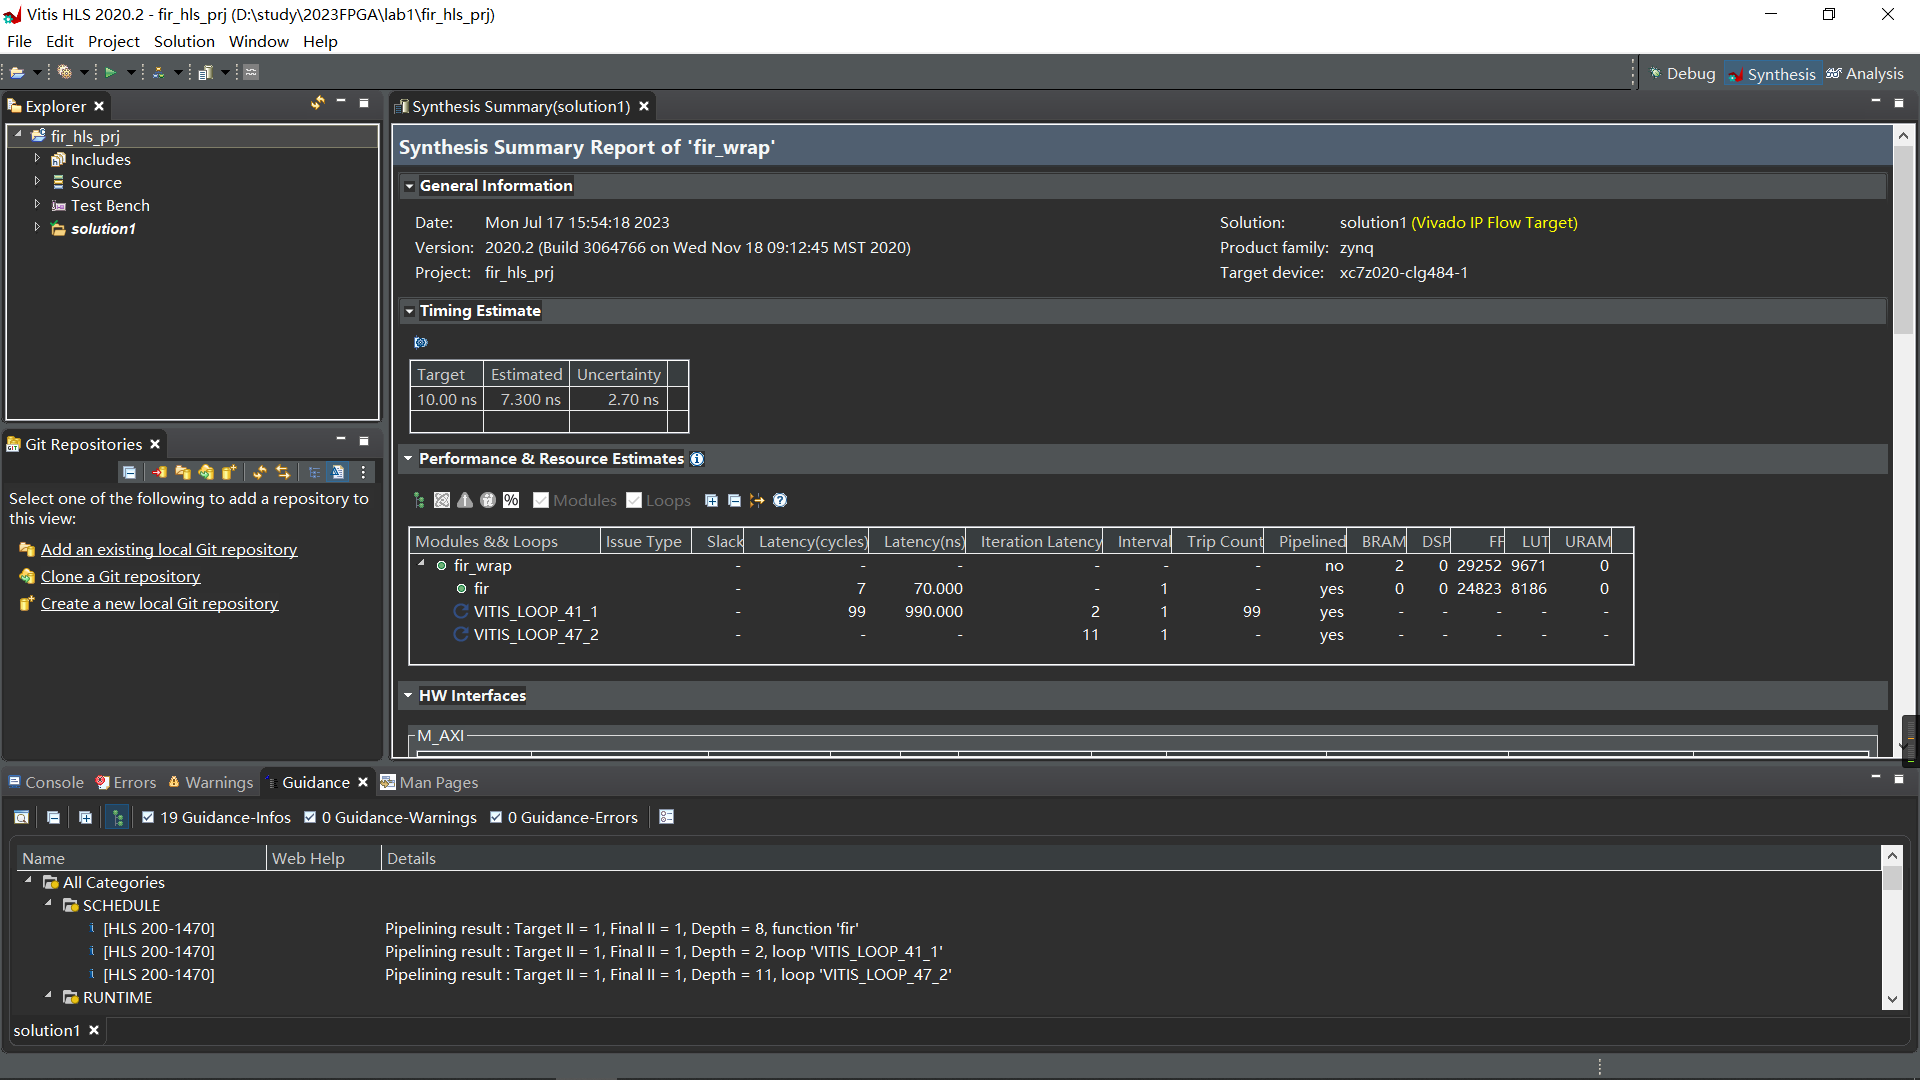 Vitis HLS 2020.2 - fir_hls_prj (D:\study\2023FPGA\lab1\fir_hls_prj)
File Edit Project Solution Window Help
Debug Synthesis Analysis
Explorer
fir_hls_prj
Includes
Source
Test Bench
solution1
Git Repositories
Select one of the following to add a repository to
this view:
Add an existing local Git repository
Clone a Git repository
Create a new local Git repository
Synthesis Summary(solution1)
Synthesis Summary Report of 'fir_wrap'
General Information
Date: Mon Jul 17 15:54:18 2023
Version: 2020.2 (Build 3064766 on Wed Nov 18 09:12:45 MST 2020)
Project: fir_hls_prj
Solution: solution1 (Vivado IP Flow Target)
Product family: zynq
Target device: xc7z020-clg484-1
Timing Estimate
Target Estimated Uncertainty
10.00 ns 7.300 ns 2.70 ns
Performance & Resource Estimates
% Modules Loops
Modules && Loops Issue Type Slack Latency(cycles) Latency(ns) Iteration Latency Interval Trip Count Pipelined BRAM DSP FF LUT URAM
fir_wrap - - - - - - no 2 0 29252 9671 0
fir - 7 70.000 - 1 - yes 0 0 24823 8186 0
VITIS_LOOP_41_1 - 99 990.000 2 1 99 yes - - - - -
VITIS_LOOP_47_2 - - - 11 1 - yes - - - - -
HW Interfaces
M_AXI
Console Errors Warnings Guidance Man Pages
19 Guidance-Infos 0 Guidance-Warnings 0 Guidance-Errors
Name Web Help Details
All Categories
SCHEDULE
[HLS 200-1470] Pipelining result : Target II = 1, Final II = 1, Depth = 8, function 'fir'
[HLS 200-1470] Pipelining result : Target II = 1, Final II = 1, Depth = 2, loop 'VITIS_LOOP_41_1'
[HLS 200-1470] Pipelining result : Target II = 1, Final II = 1, Depth = 11, loop 'VITIS_LOOP_47_2'
RUNTIME
solution1